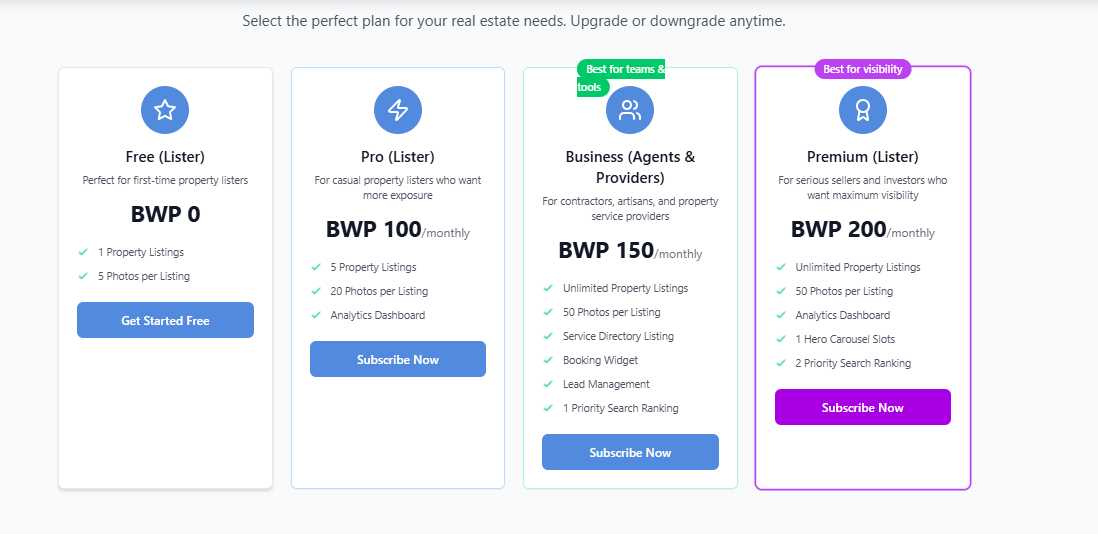 Select the perfect plan for your real estate needs. Upgrade or downgrade anytime.
Free (Lister)
Perfect for first-time property listers
BWP 0
1 Property Listings
5 Photos per Listing
Get Started Free
Pro (Lister)
For casual property listers who want
more exposure
BWP 100/monthly
5 Property Listings
20 Photos per Listing
Analytics Dashboard
Subscribe Now
Best for teams &
tools
Business (Agents &
Providers)
For contractors, artisans, and property
service providers
BWP 150/monthly
Unlimited Property Listings
50 Photos per Listing
Service Directory Listing
Booking Widget
Lead Management
1 Priority Search Ranking
Subscribe Now
Best for visibility
Premium (Lister)
For serious sellers and investors who
want maximum visibility
BWP 200/monthly
Unlimited Property Listings
50 Photos per Listing
Analytics Dashboard
1 Hero Carousel Slots
2 Priority Search Ranking
Subscribe Now